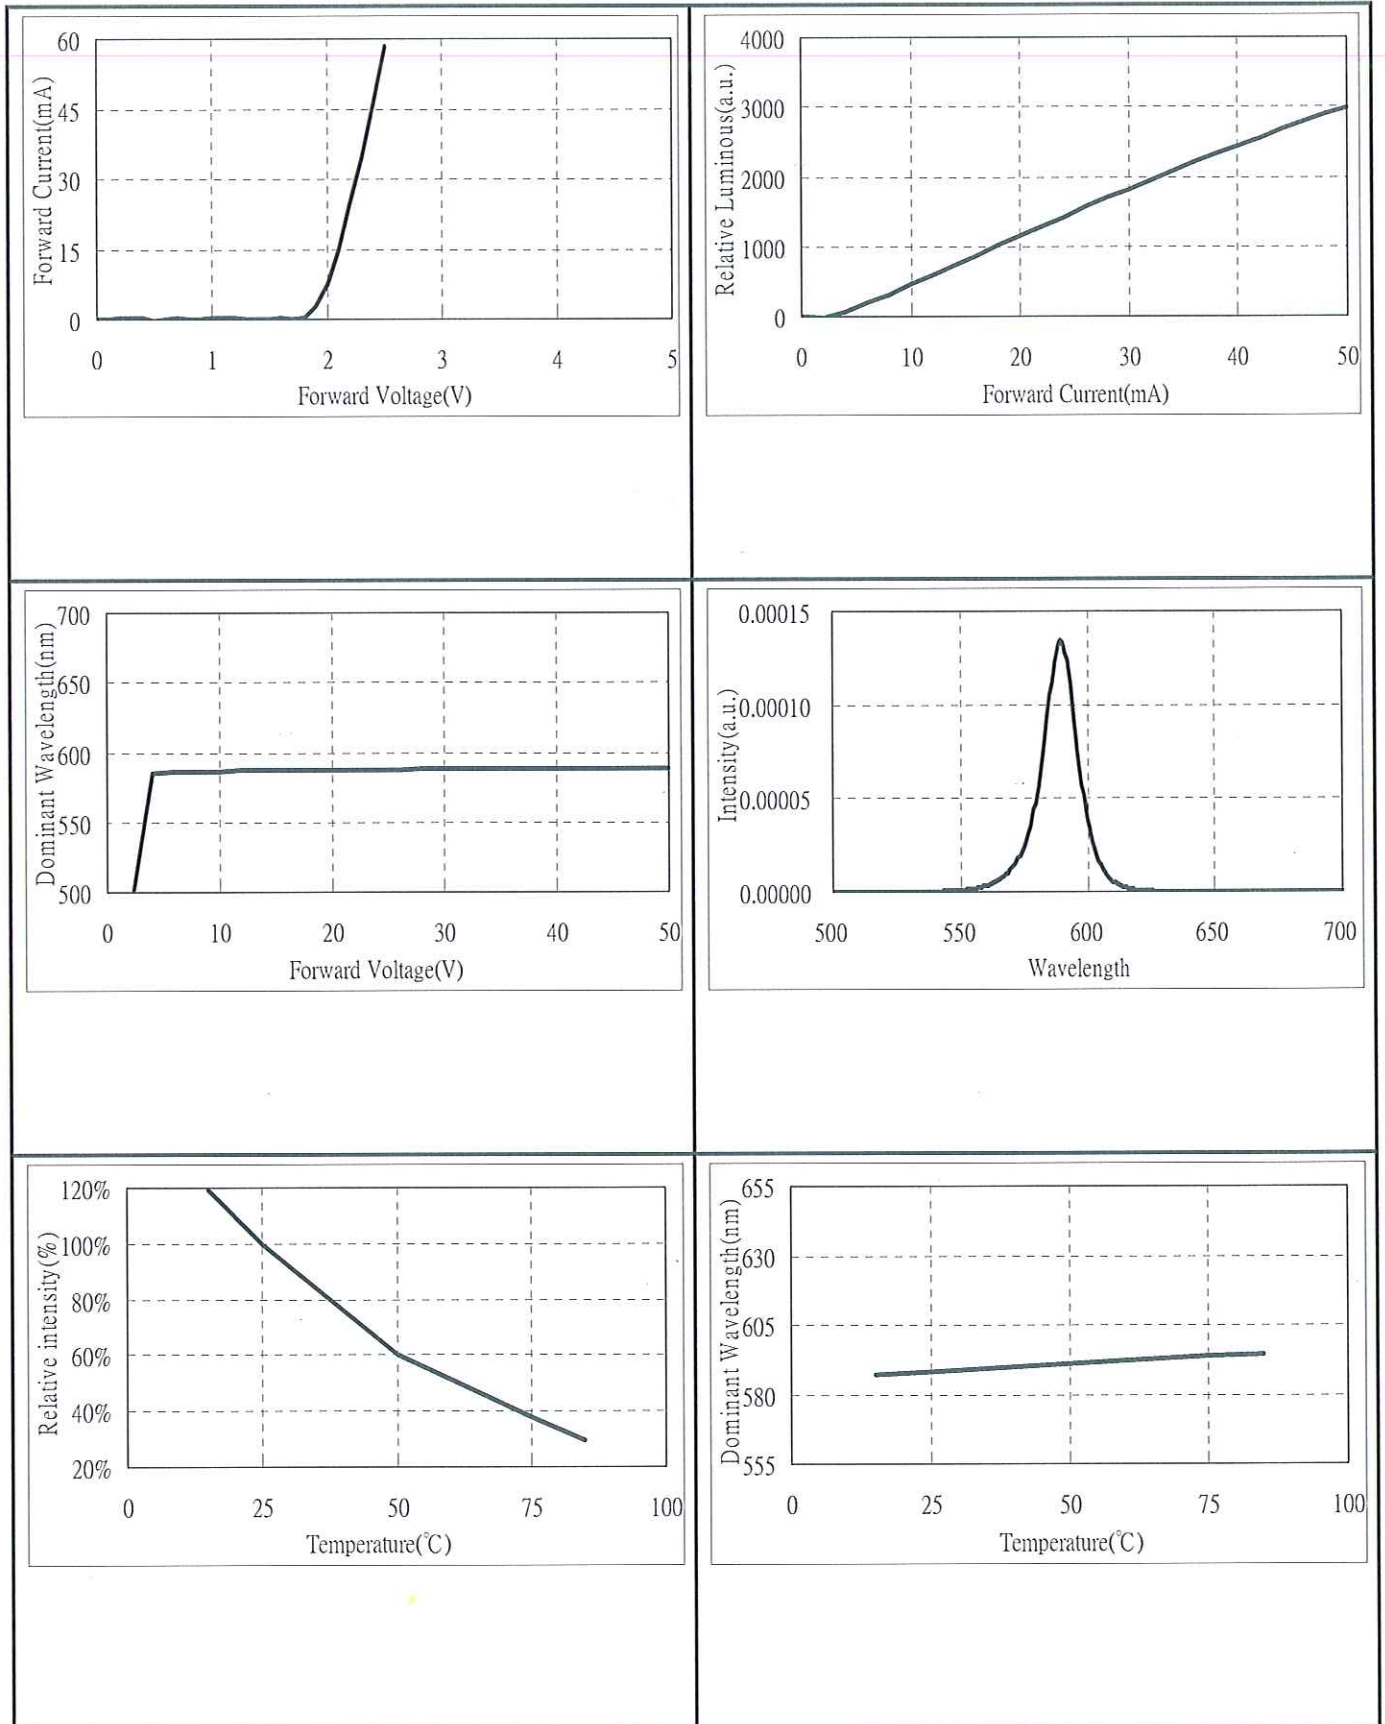 60
45
30
15
0
Forward Current(mA)
0 1 2 3 4 5
Forward Voltage(V)
4000
3000
2000
1000
0
Relative Luminous(a.u.)
0 10 20 30 40 50
Forward Current(mA)
700
650
600
550
500
Dominant Wavelength(nm)
0 10 20 30 40 50
Forward Voltage(V)
0.00015
0.00010
0.00005
0.00000
Intensity(a.u.)
500 550 600 650 700
Wavelength
120%
100%
80%
60%
40%
20%
Relative intensity(%)
0 25 50 75 100
Temperature(℃)
655
630
605
580
555
Dominant Wavelength(nm)
0 25 50 75 100
Temperature(℃)